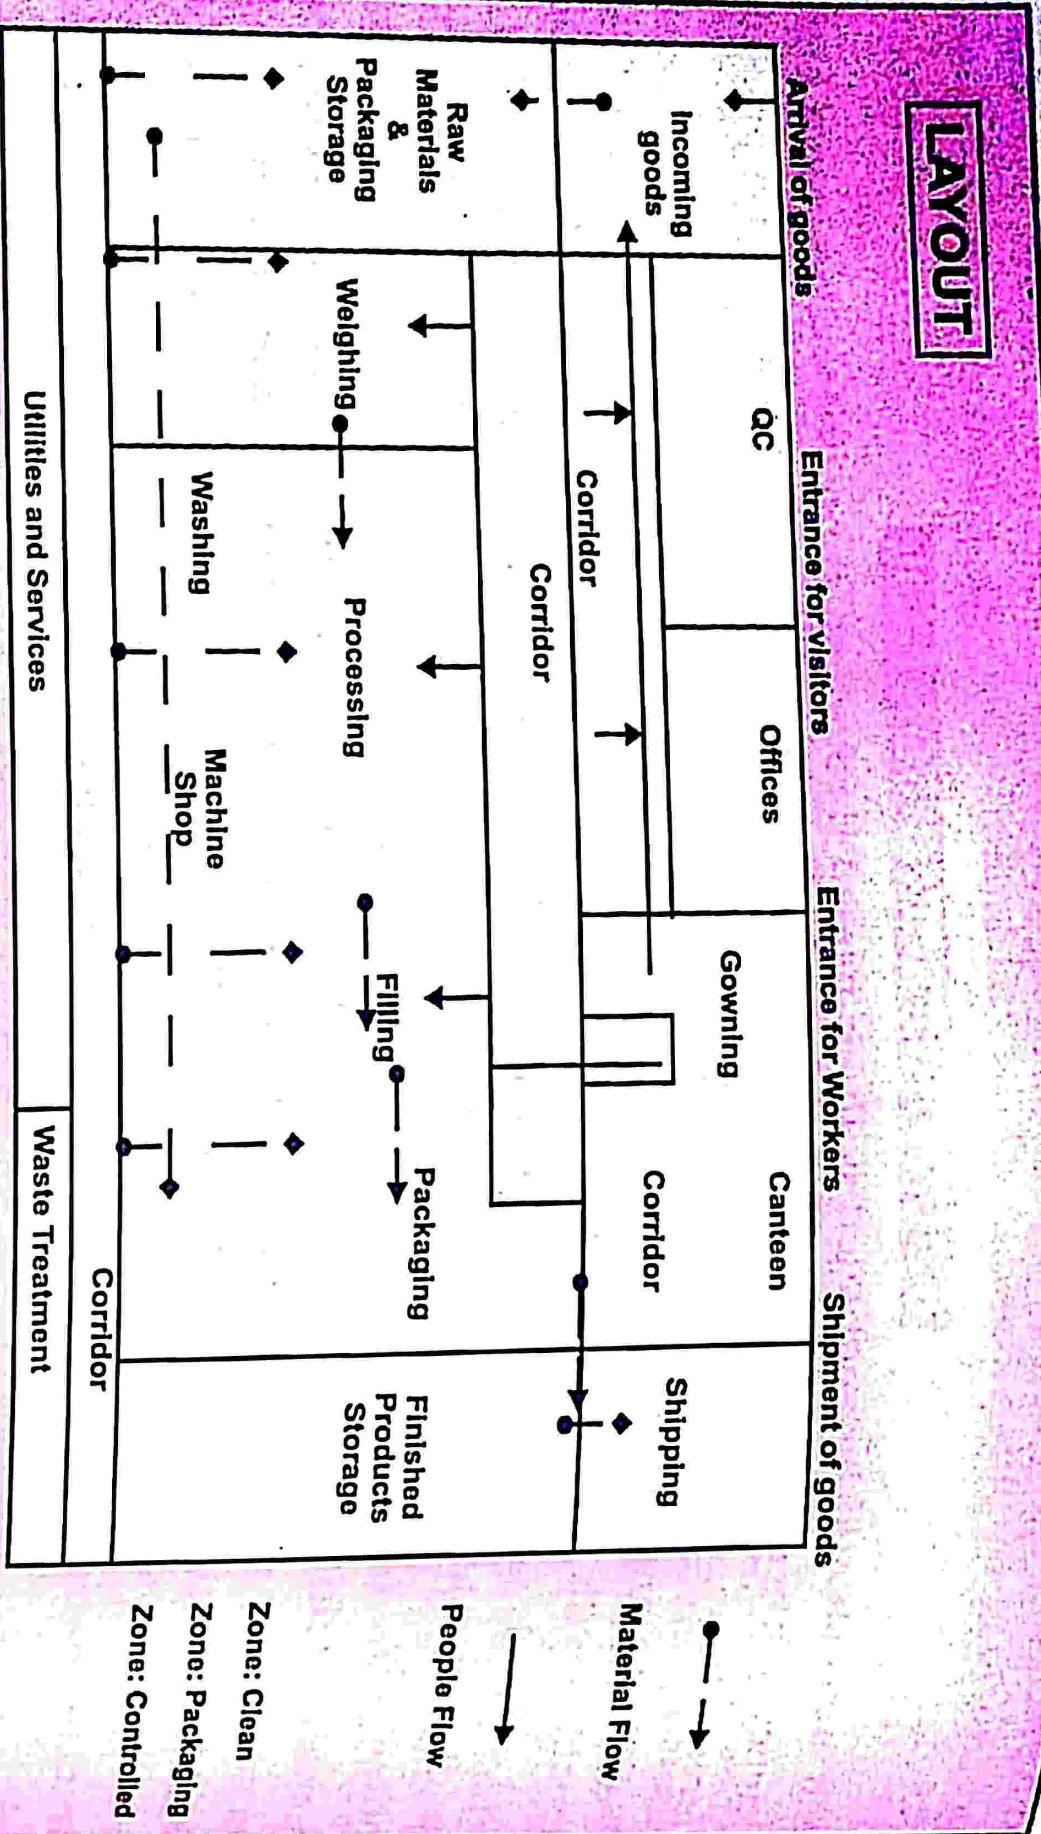 LAYOUT
Arrival of goods
Entrance for visitors
Entrance for Workers
Shipment of goods
Incoming
goods
QC
Offices
Gowning
Canteen
Corridor
Shipping
Corridor
Corridor
Raw
Materials
&
Packaging
Storage
Weighing
Processing
Filling
Packaging
Finished
Products
Storage
Washing
Machine
Shop
Corridor
Utilities and Services
Waste Treatment
Material Flow
People Flow
Zone: Clean
Zone: Packaging
Zone: Controlled